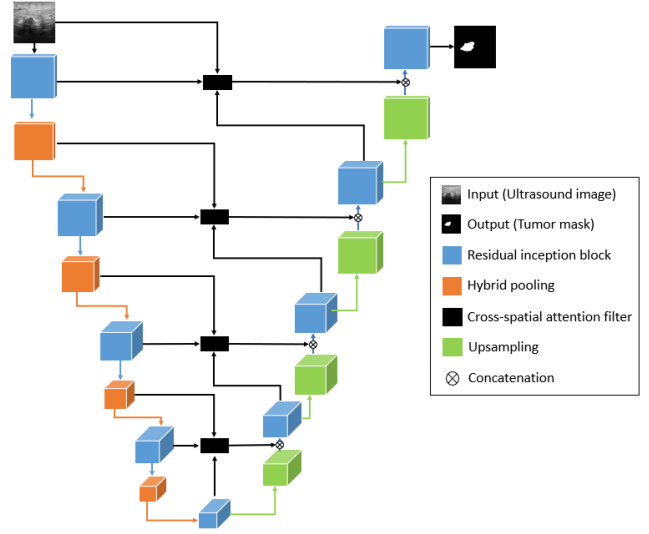 Input (Ultrasound image)
Output (Tumor mask)
Residual inception block
Hybrid pooling
Cross-spatial attention filter
Upsampling
Concatenation